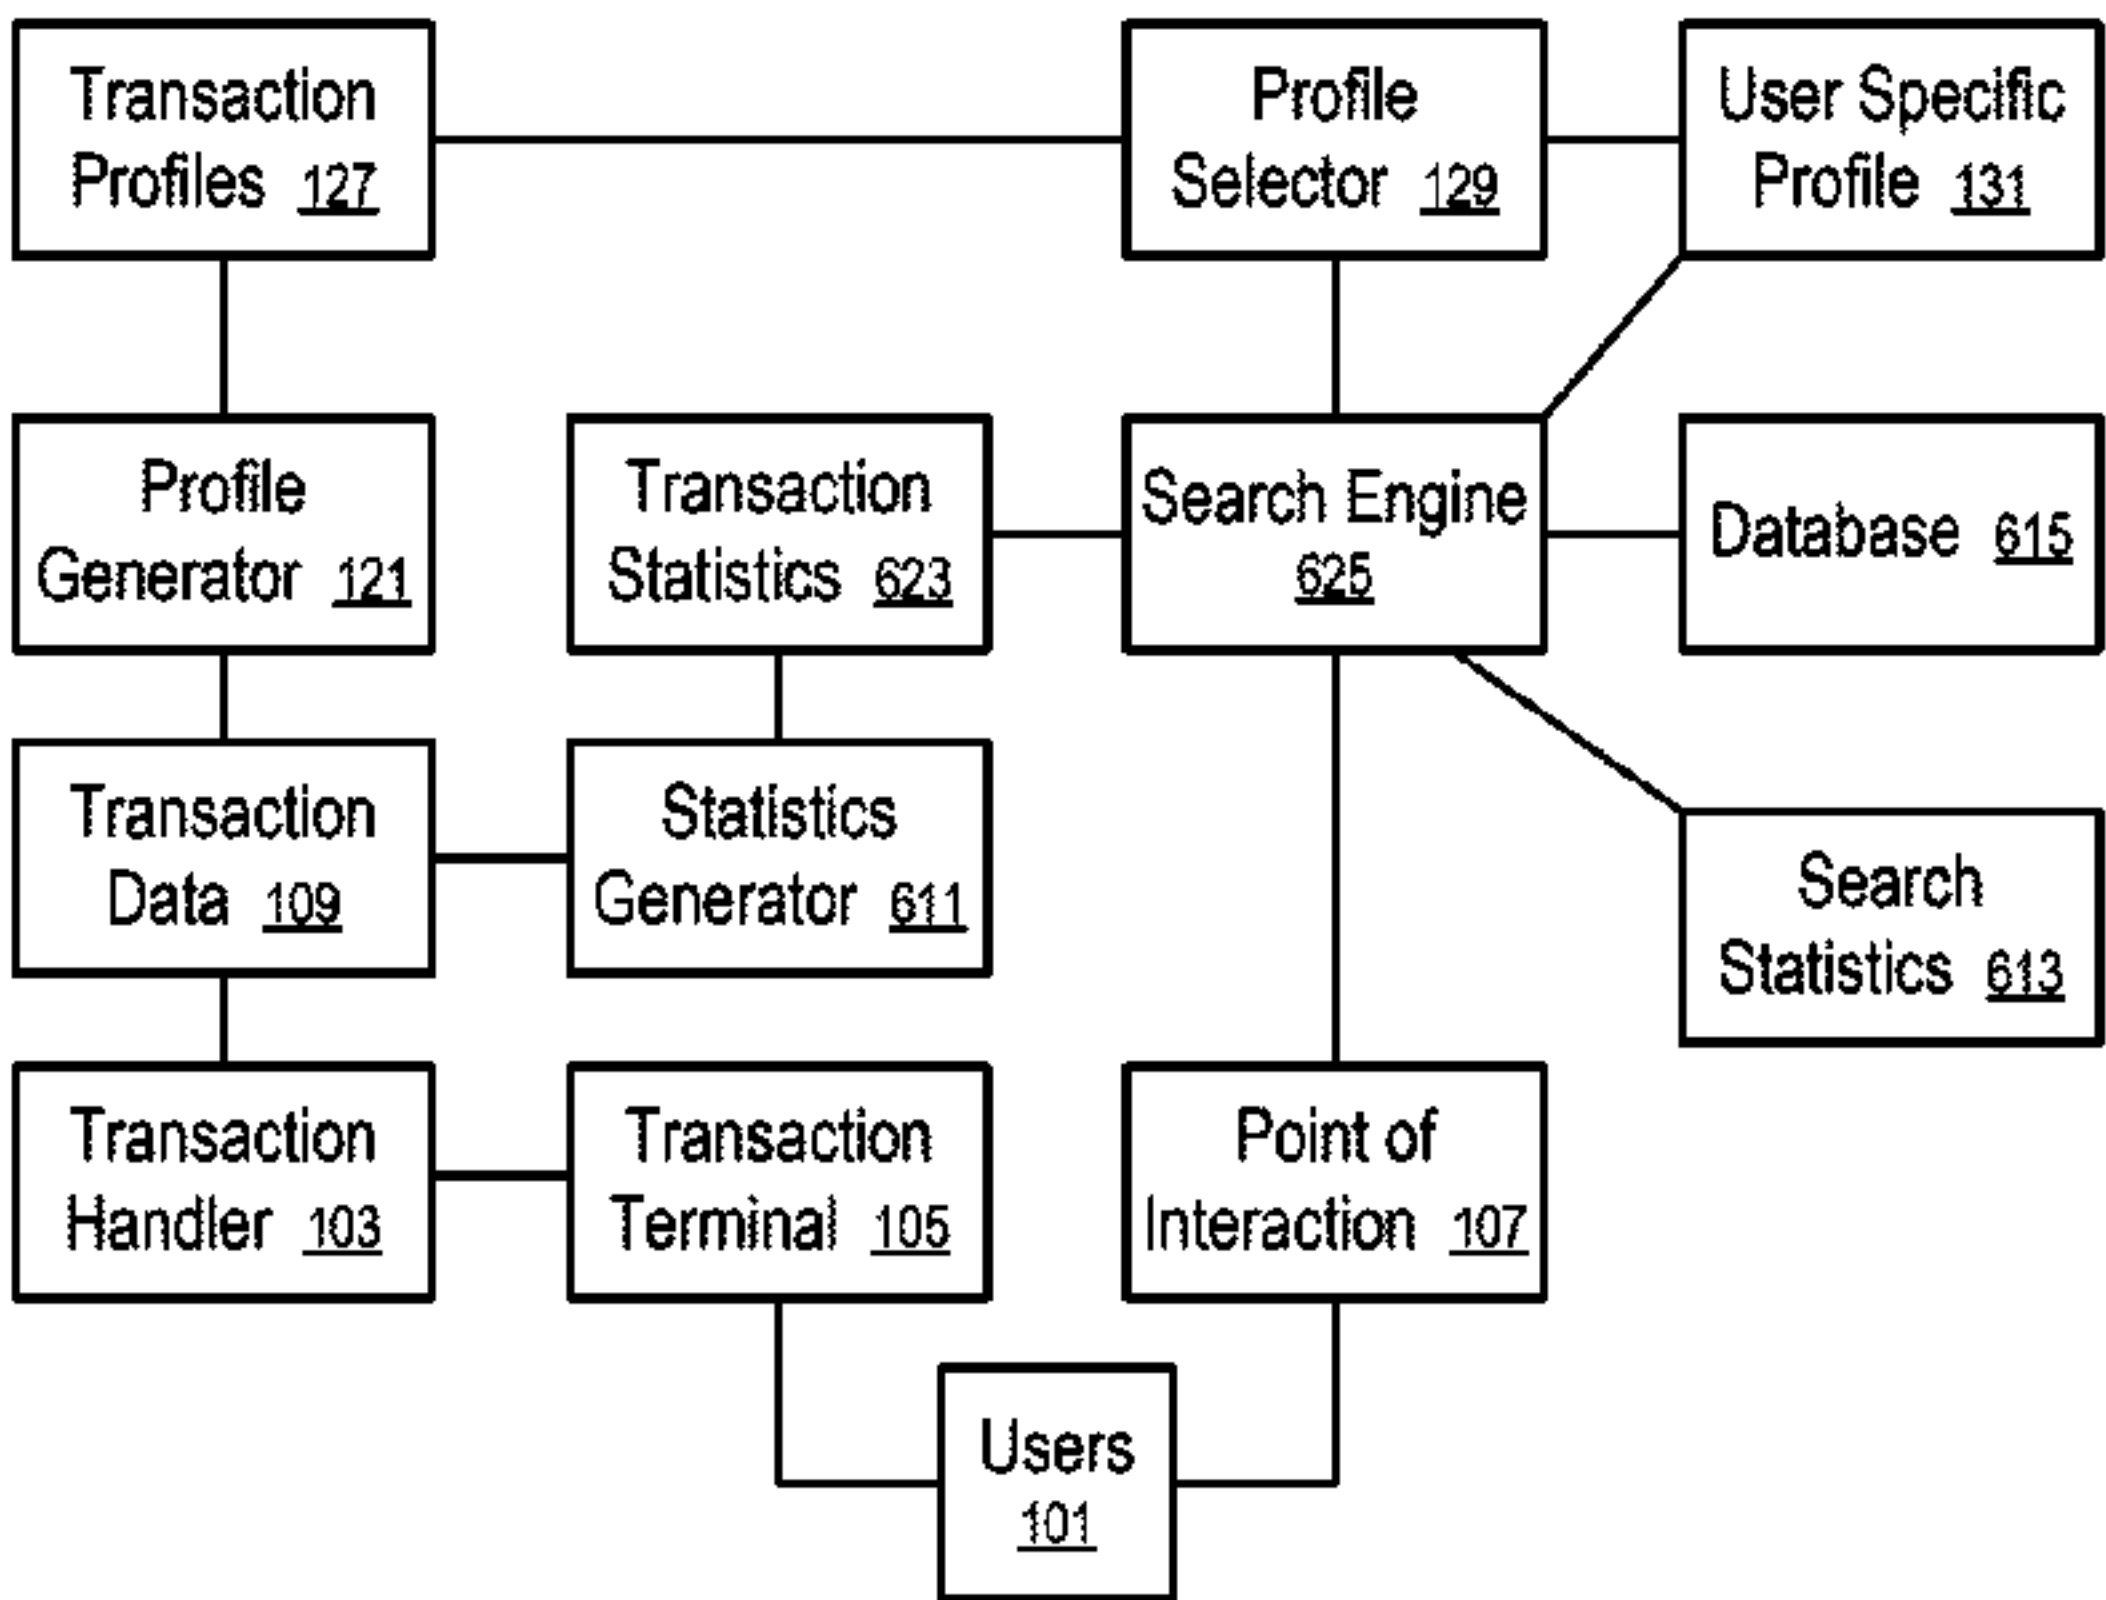 Transaction
Profiles 127
Profile
Selector 129
User Specific
Profile 131
Profile
Generator 121
Transaction
Statistics 623
Search Engine
625
Database 615
Transaction
Data 109
Statistics
Generator 611
Search
Statistics 613
Transaction
Handler 103
Transaction
Terminal 105
Point of
Interaction 107
Users
101